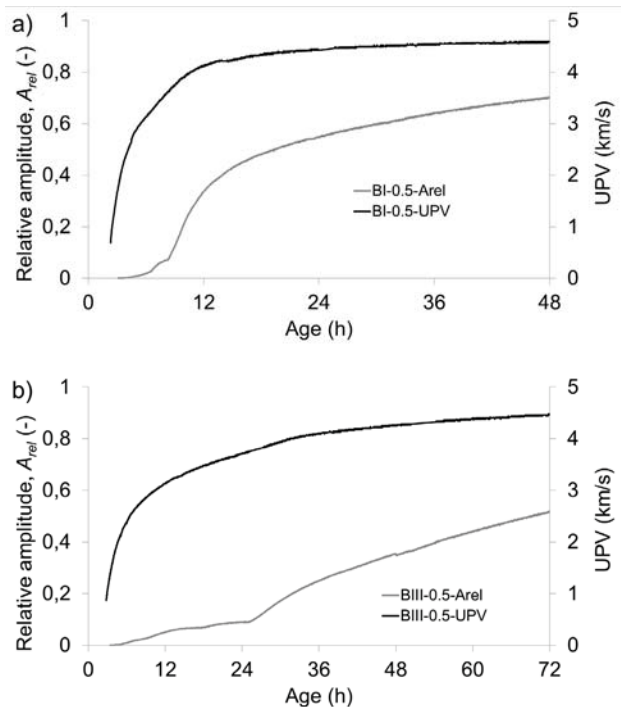 a)
Relative amplitude, A_rel (-)
1
0,8
0,6
0,4
0,2
0
5
4
3
2
1
0
UPV (km/s)
BI-0.5-Arel
BI-0.5-UPV
0 12 24 36 48
Age (h)
b)
Relative amplitude, A_rel (-)
1
0,8
0,6
0,4
0,2
0
5
4
3
2
1
0
UPV (km/s)
BIII-0.5-Arel
BIII-0.5-UPV
0 12 24 36 48 60 72
Age (h)